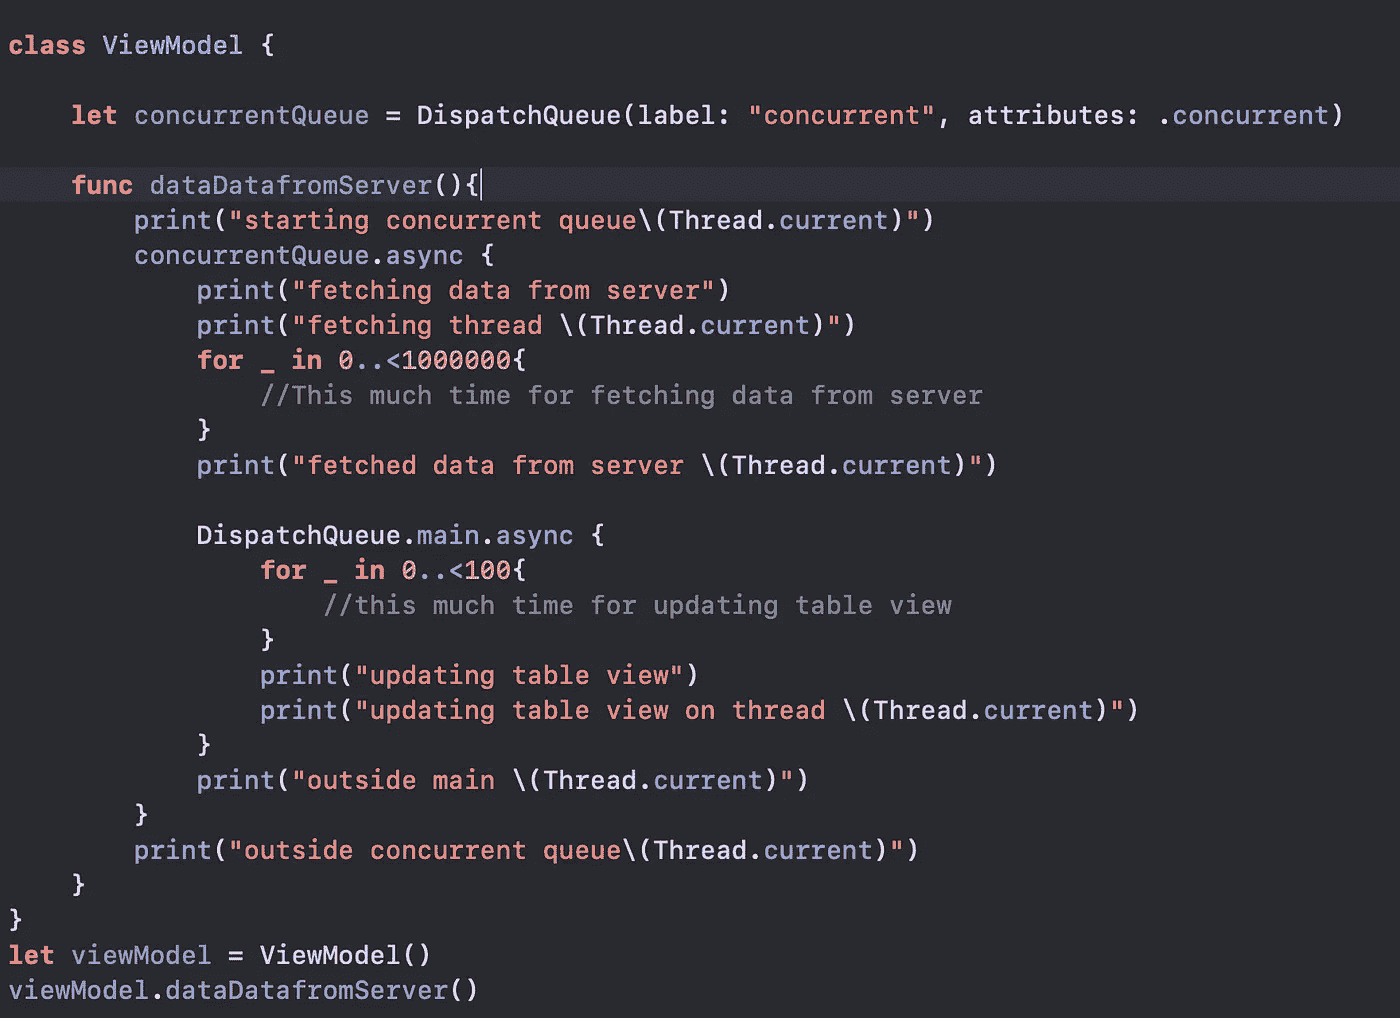 class ViewModel {
    let concurrentQueue = DispatchQueue(label: "concurrent", attributes: .concurrent)
    func dataDatafromServer(){
        print("starting concurrent queue\(Thread.current)")
        concurrentQueue.async {
            print("fetching data from server")
            print("fetching thread \(Thread.current)")
            for _ in 0..<1000000{
                //This much time for fetching data from server
            }
            print("fetched data from server \(Thread.current)")
            DispatchQueue.main.async {
                for _ in 0..<100{
                    //this much time for updating table view
                }
                print("updating table view")
                print("updating table view on thread \(Thread.current)")
            }
            print("outside main \(Thread.current)")
        }
        print("outside concurrent queue\(Thread.current)")
    }
}
let viewModel = ViewModel()
viewModel.dataDatafromServer()